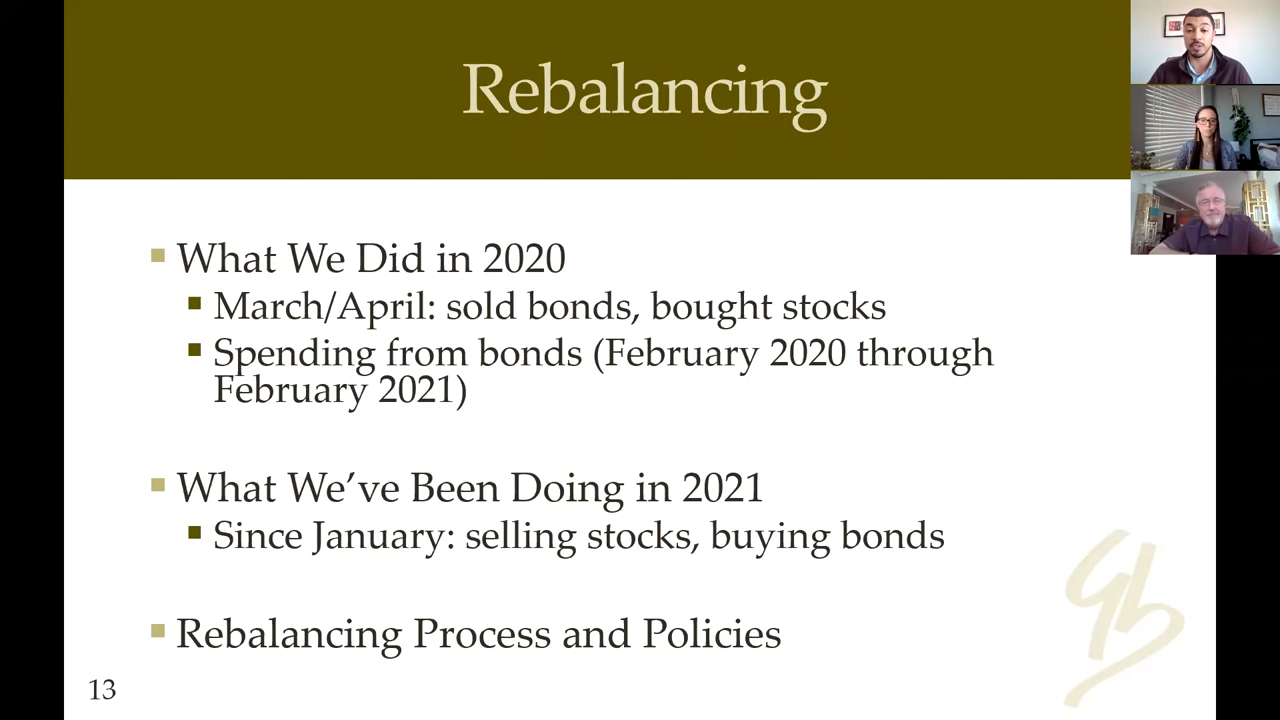 Rebalancing
What We Did in 2020
March/April: sold bonds, bought stocks
Spending from bonds (February 2020 through
February 2021)
What We’ve Been Doing in 2021
Since January: selling stocks, buying bonds
Rebalancing Process and Policies
13